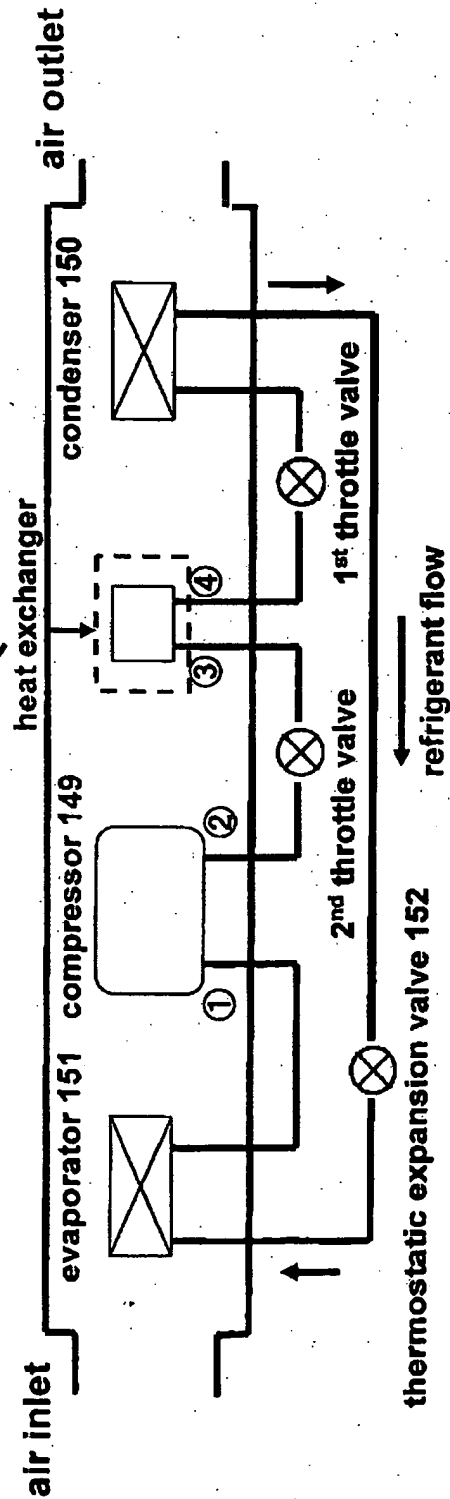 air inlet
evaporator 151
compressor 149
heat exchanger
condenser 150
air outlet
①
②
③
④
2nd throttle valve
1st throttle valve
thermostatic expansion valve 152
refrigerant flow